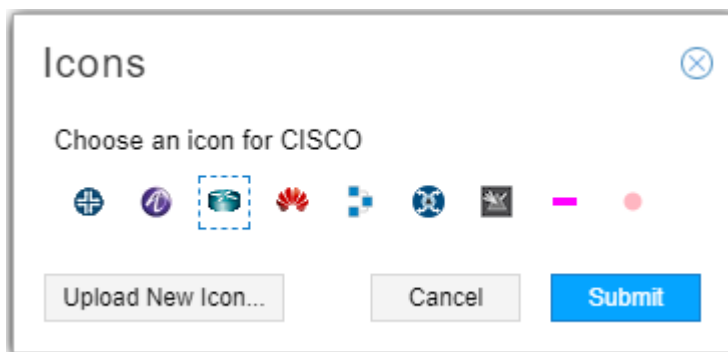 Icons
Choose an icon for CISCO
Upload New Icon...
Cancel
Submit